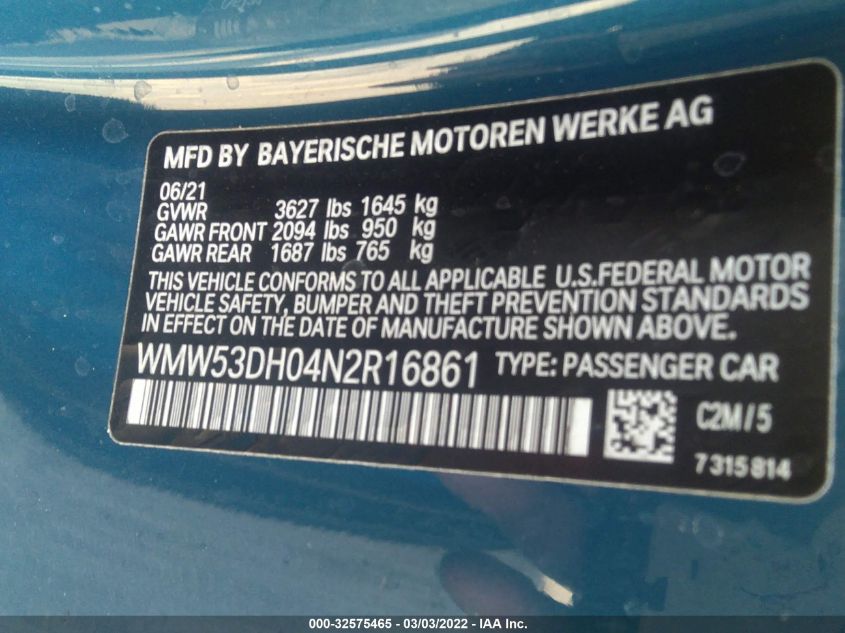 MFD BY BAYERISCHE MOTOREN WERKE AG
06/21
GVWR 3627 lbs 1645 kg
GAWR FRONT 2094 lbs 950 kg
GAWR REAR 1687 lbs 765 kg
THIS VEHICLE CONFORMS TO ALL APPLICABLE U.S.FEDERAL MOTOR
VEHICLE SAFETY, BUMPER AND THEFT PREVENTION STANDARDS
IN EFFECT ON THE DATE OF MANUFACTURE SHOWN ABOVE.
WMW53DH04N2R16861 TYPE: PASSENGER CAR
C2M/5
7315814
000-32575465 - 03/03/2022 - IAA Inc.